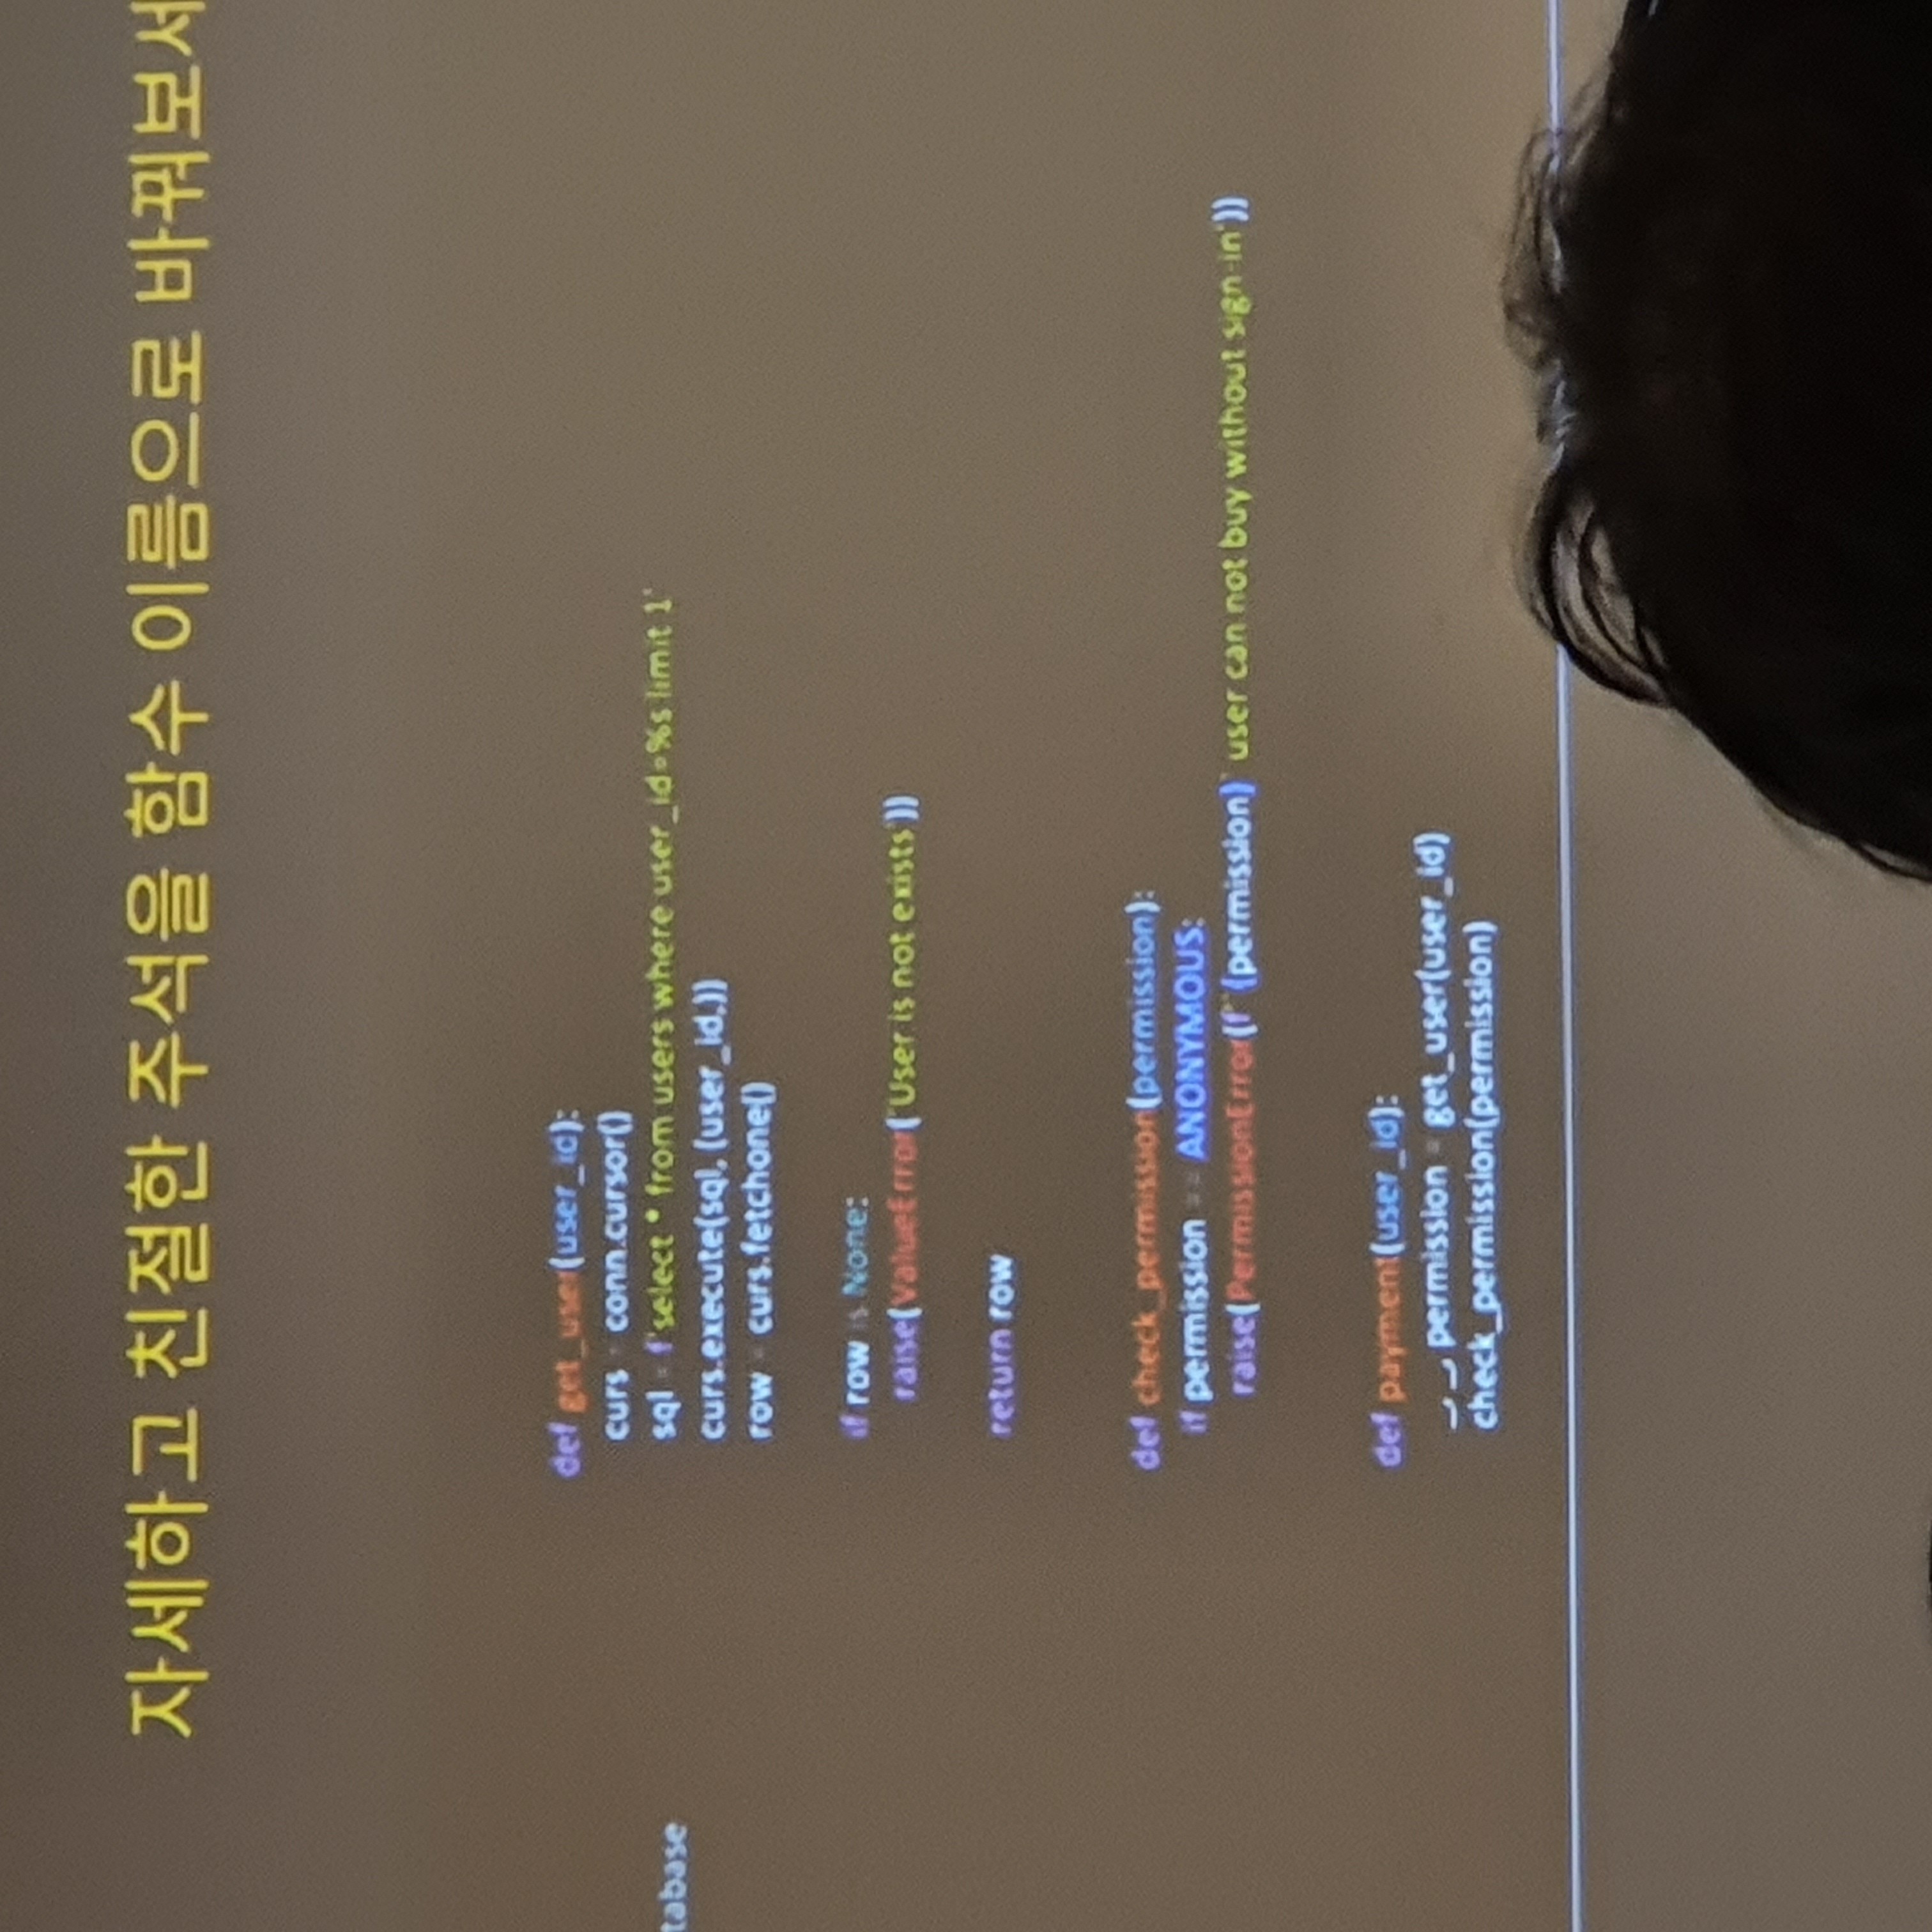 자세하고 친절한 주석을 함수 이름으로 바꿔보세
tabase
def get_user(user_id):
curs = conn.cursor()
sql = f'select * from users where user_id=%s limit 1'
curs.execute(sql, (user_id,))
row = curs.fetchone()
if row is None:
raise(ValueError('User is not exists'))
return row
def check_permission(permission):
if permission == ANONYMOUS:
raise(PermissionError(f'`{permission}` user can not buy without sign-in'))
def payment(user_id):
_, _, permission = get_user(user_id)
check_permission(permission)